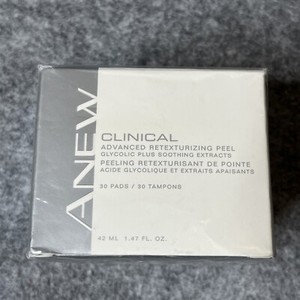 ANEW
CLINICAL
ADVANCED RETEXTURIZING PEEL
GLYCOLIC PLUS SOOTHING EXTRACTS
PEELING RETEXTURISANT DE POINTE
ACIDE GLYCOLIQUE ET EXTRAITS APAISANTS
30 PADS / 30 TAMPONS
42 ML 1.47 FL. OZ.